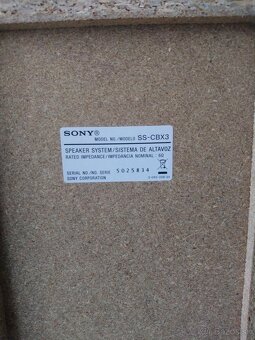 SONY®
MODEL NO./MODELO SS-CBX3
SPEAKER SYSTEM/SISTEMA DE ALTAVOZ
RATED IMPEDANCE/IMPEDANCIA NOMINAL 6Ω
SERIAL NO./NO. SERIE 5025834
SONY CORPORATION